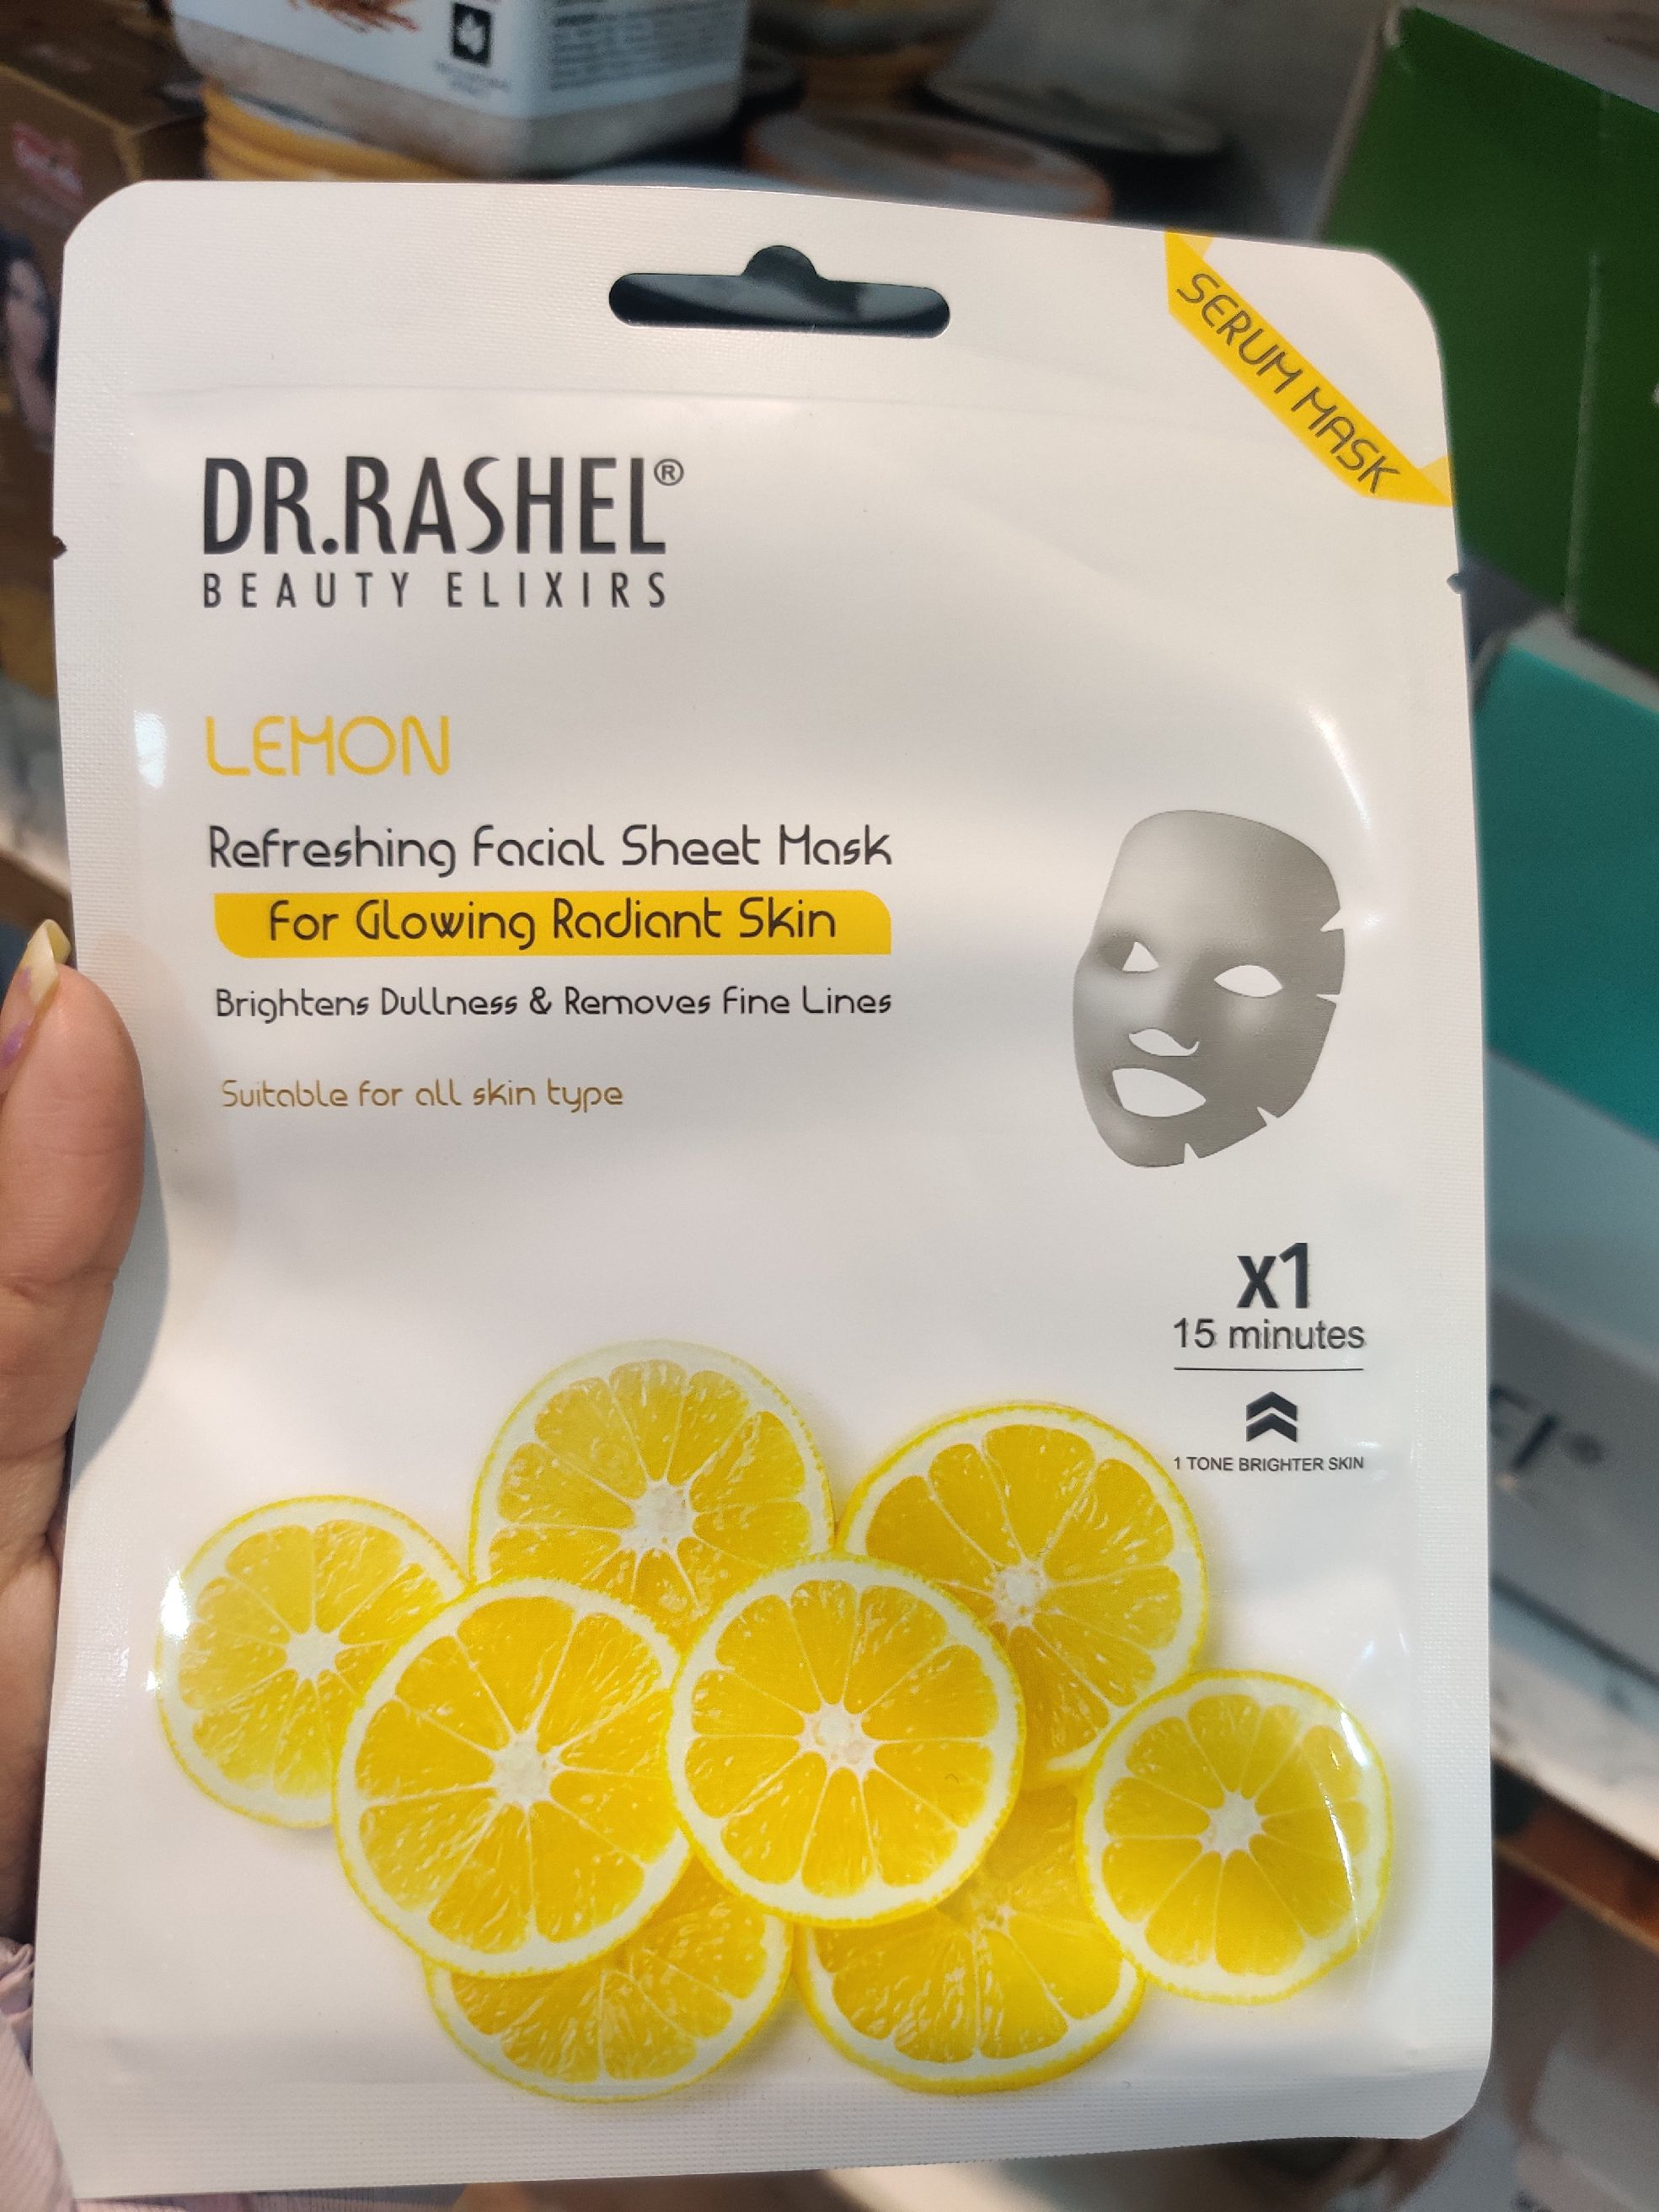 SERUM MASK
DR.RASHEL®
BEAUTY ELIXIRS
LEMON
Refreshing Facial Sheet Mask
For Glowing Radiant Skin
Brightens Dullness & Removes Fine Lines
Suitable for all skin type
x1
15 minutes
1 TONE BRIGHTER SKIN